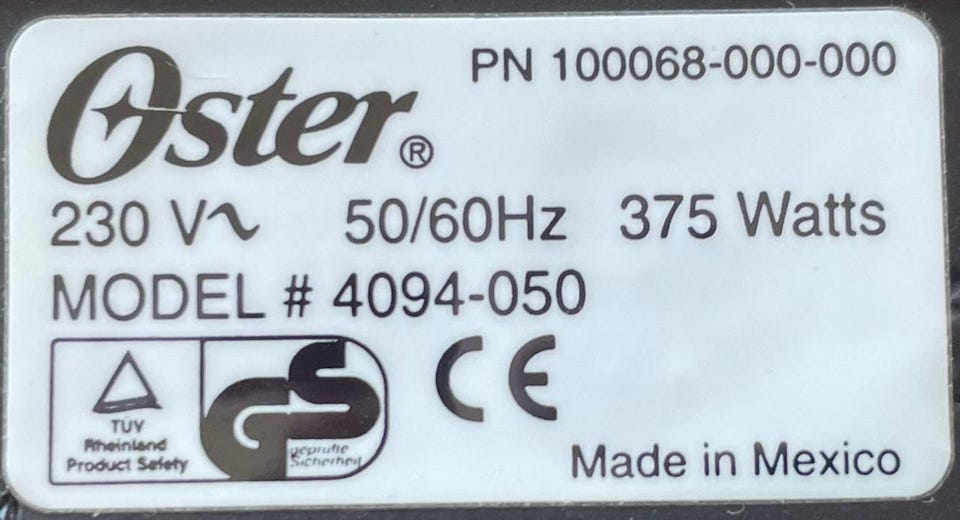 Oster®
PN 100068-000-000
230 V∿ 50/60Hz 375 Watts
MODEL # 4094-050
TÜV
Rheinland
Product Safety
GS
geprüfte
Sicherheit
CE
Made in Mexico